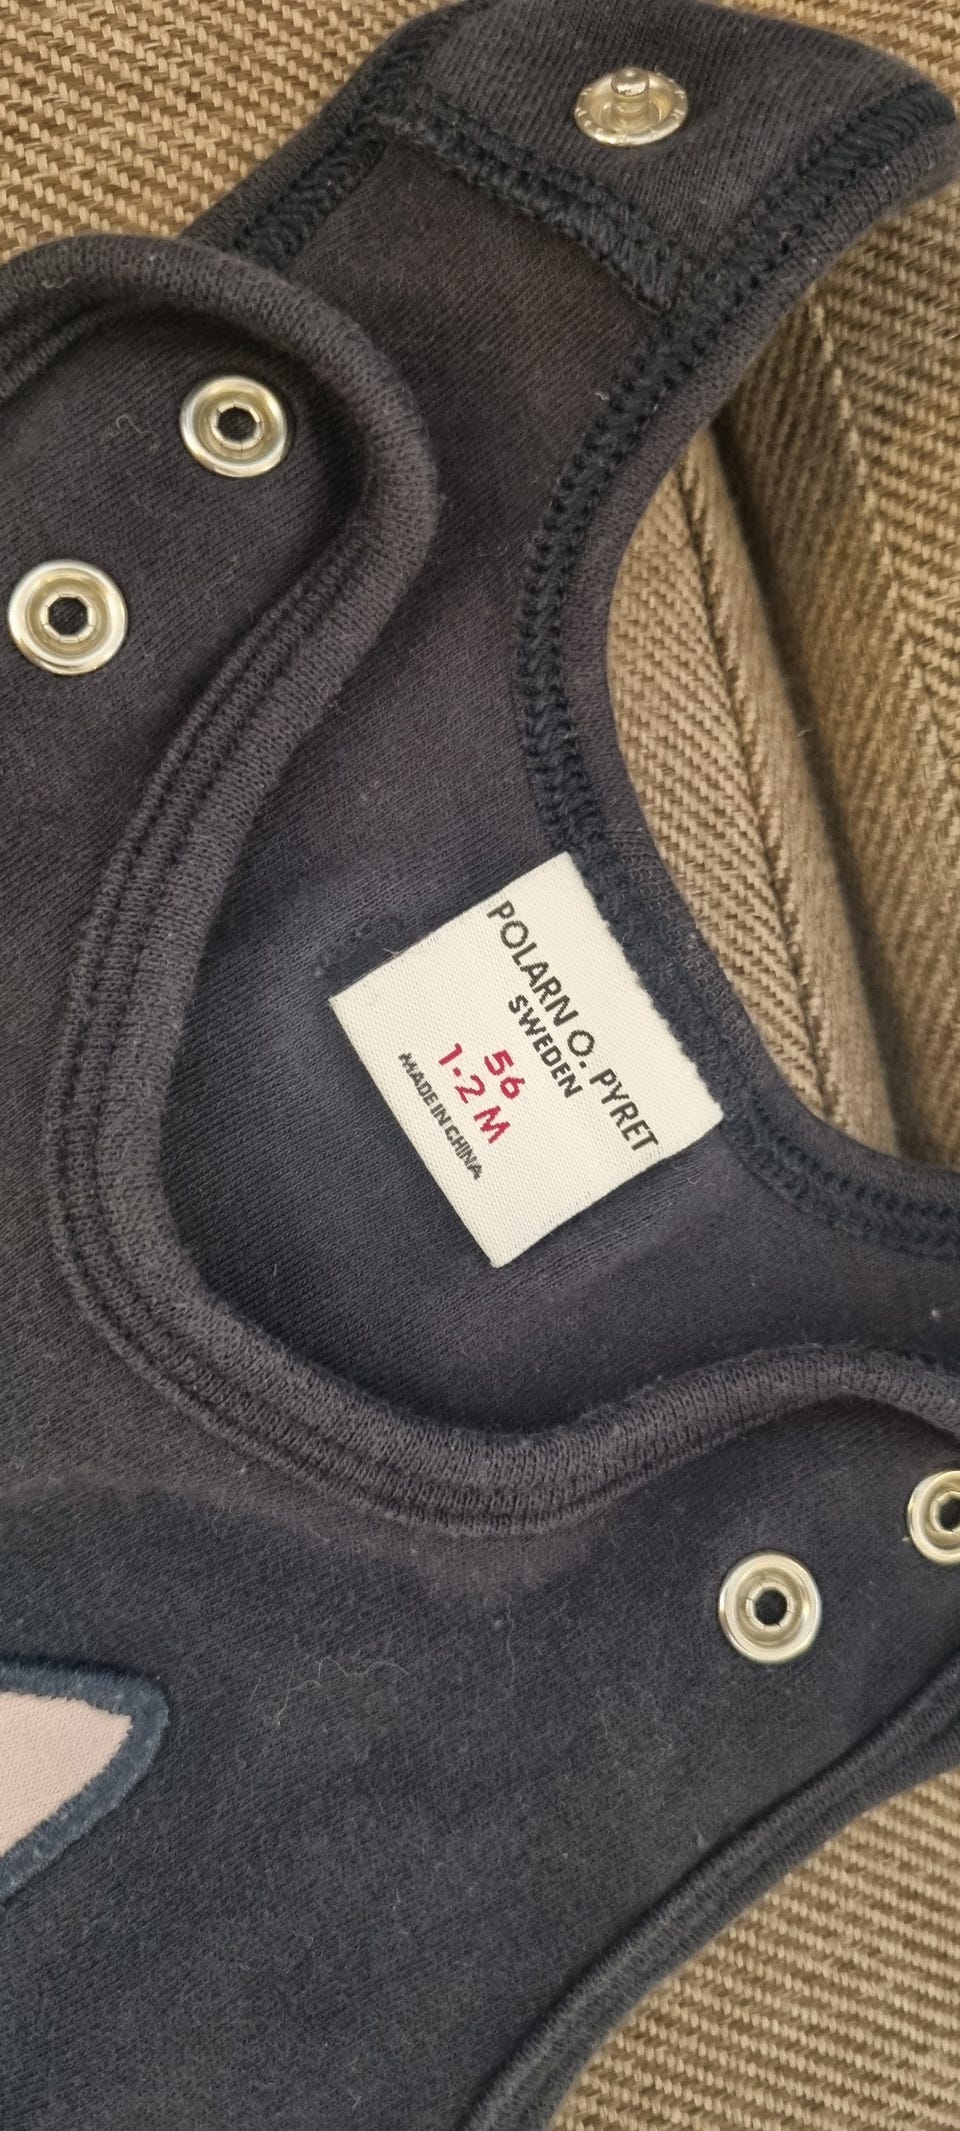 POLARN O. PYRET
SWEDEN
56
1-2 M
MADE IN CHINA